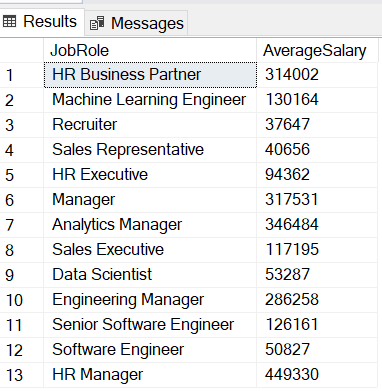 Results Messages
JobRole AverageSalary
1 HR Business Partner 314002
2 Machine Learning Engineer 130164
3 Recruiter 37647
4 Sales Representative 40656
5 HR Executive 94362
6 Manager 317531
7 Analytics Manager 346484
8 Sales Executive 117195
9 Data Scientist 53287
10 Engineering Manager 286258
11 Senior Software Engineer 126161
12 Software Engineer 50827
13 HR Manager 449330